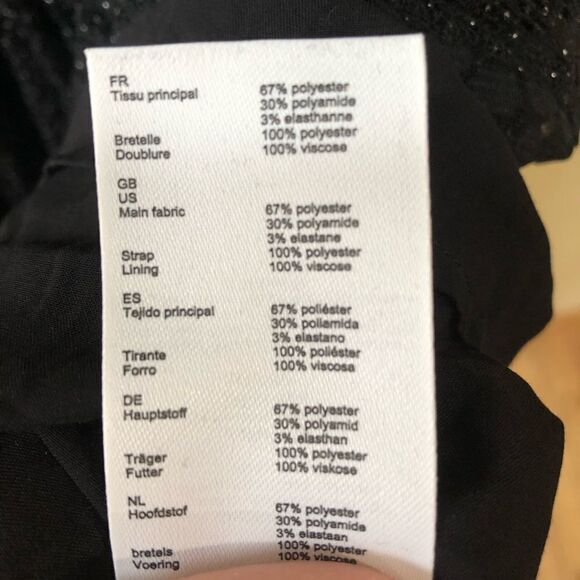 FR
Tissu principal 67% polyester
30% polyamide
3% elasthanne
Bretelle 100% polyester
Doublure 100% viscose
GB
US
Main fabric 67% polyester
30% polyamide
3% elastane
Strap 100% polyester
Lining 100% viscose
ES
Tejido principal 67% poliéster
30% poliamida
3% elastano
Tirante 100% poliéster
Forro 100% viscosa
DE
Hauptstoff 67% polyester
30% polyamid
3% elasthan
Träger 100% polyester
Futter 100% viskose
NL
Hoofdstof 67% polyester
30% polyamide
3% elastaan
bretels 100% polyester
Voering 100% viscose